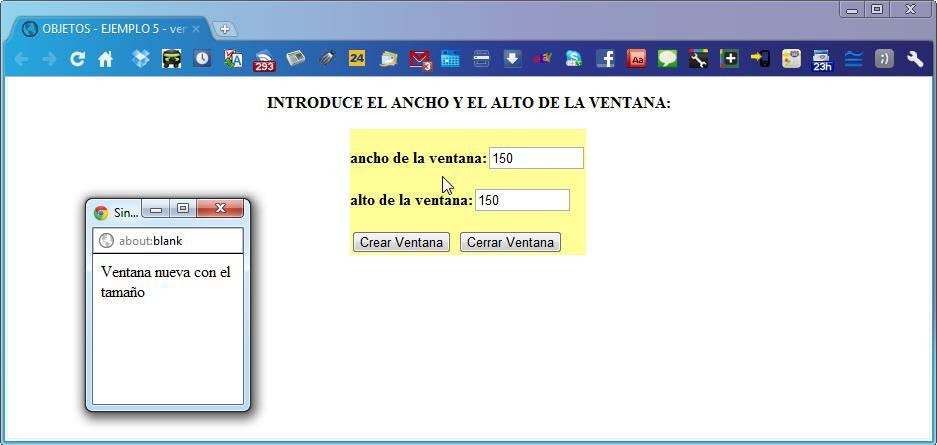 OBJETOS - EJEMPLO 5 - ver
293
24
3
Aa
23h
INTRODUCE EL ANCHO Y EL ALTO DE LA VENTANA:
ancho de la ventana: 150
alto de la ventana: 150
Crear Ventana Cerrar Ventana
Sin...
about:blank
Ventana nueva con el
tamaño